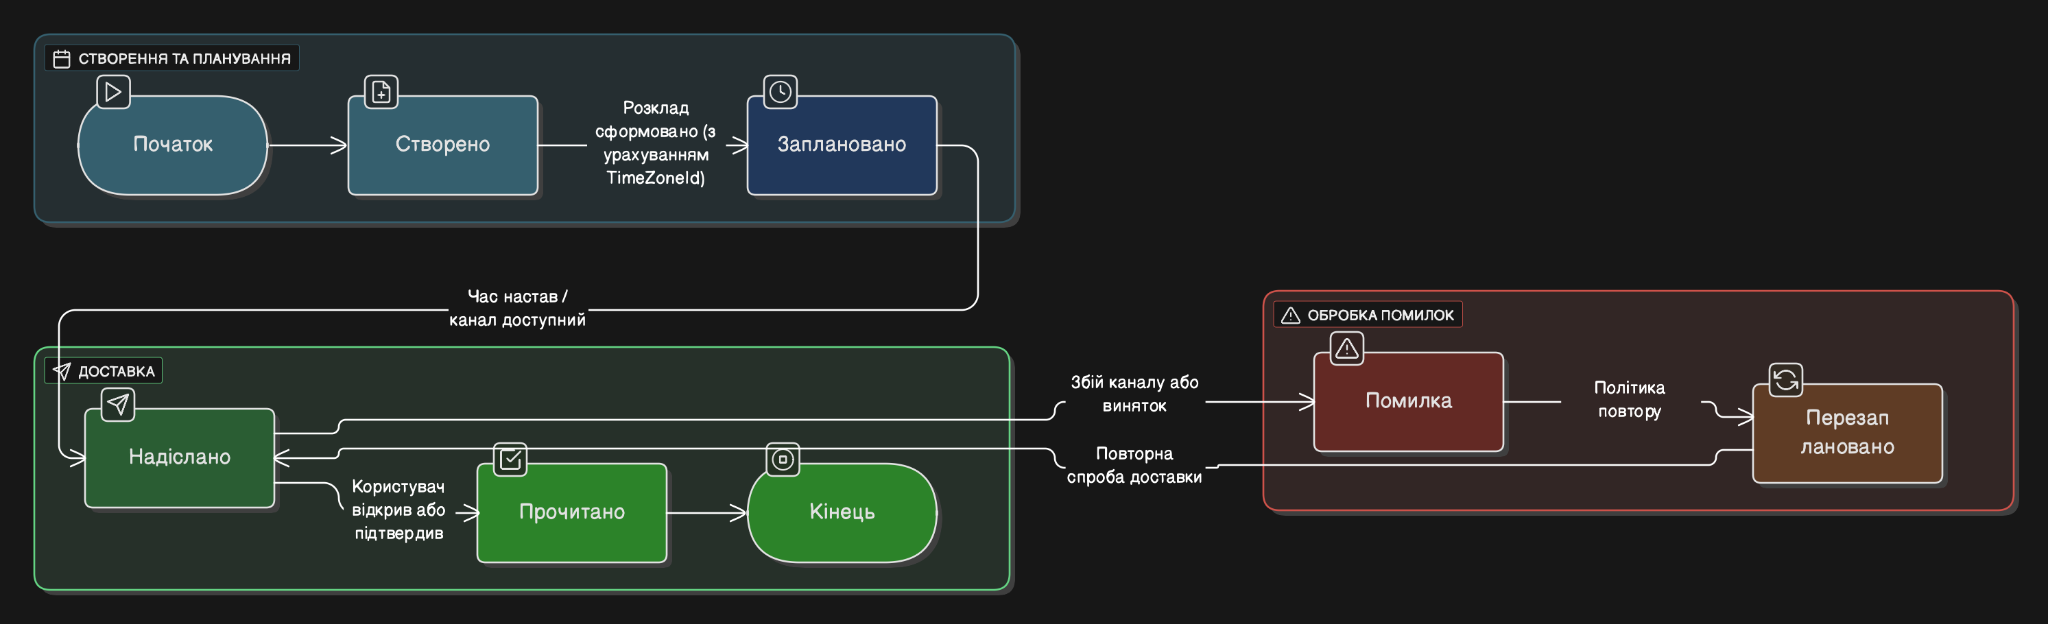 СТВОРЕННЯ ТА ПЛАНУВАННЯ
Початок
Створено
Розклад
сформовано (з
урахуванням
TimeZoneId)
Заплановано
Час настав /
канал доступний
ДОСТАВКА
Надіслано
Користувач
відкрив або
підтвердив
Прочитано
Кінець
Збій каналу або
виняток
Повторна
спроба доставки
ОБРОБКА ПОМИЛОК
Помилка
Політика
повтору
Перезап
лановано